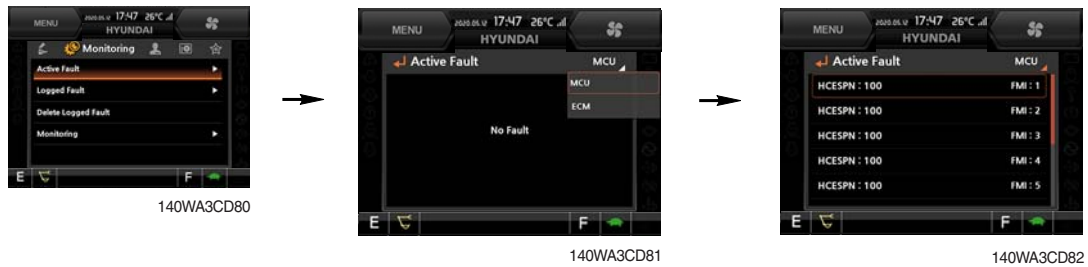 MENU
2020.05.12 17:47 26°C
HYUNDAI
Monitoring
Active Fault
Logged Fault
Delete Logged Fault
Monitoring
E
F
140WA3CD80
MENU
2020.05.12 17:47 26°C
HYUNDAI
Active Fault
MCU
MCU
ECM
No Fault
E
F
140WA3CD81
MENU
2020.05.12 17:47 26°C
HYUNDAI
Active Fault
MCU
HCESPN : 100 FMI : 1
HCESPN : 100 FMI : 2
HCESPN : 100 FMI : 3
HCESPN : 100 FMI : 4
HCESPN : 100 FMI : 5
E
F
140WA3CD82